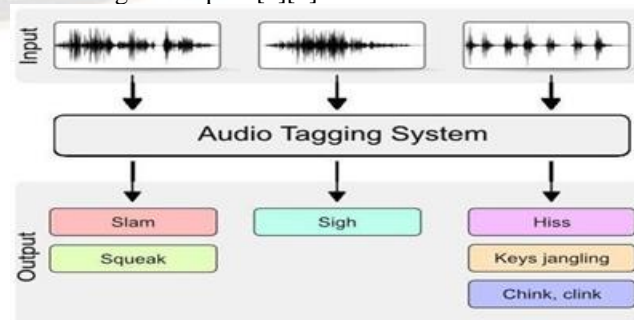 Input
Audio Tagging System
Output
Slam
Sigh
Hiss
Squeak
Keys jangling
Chink, clink